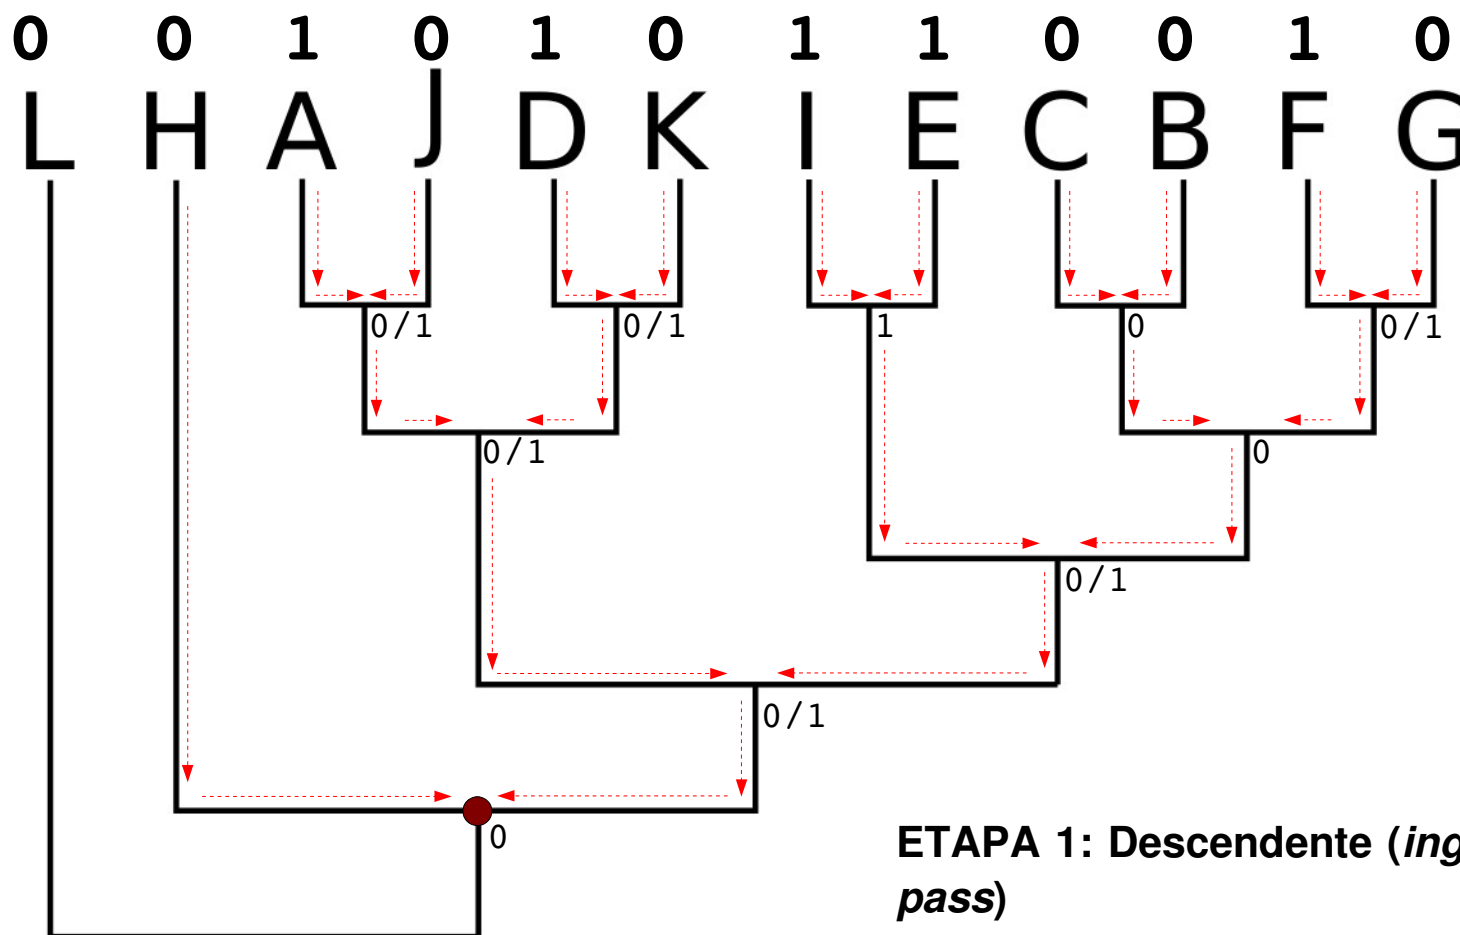 0 0 1 0 1 0 1 1 0 0 1 0
L H A J D K I E C B F G
0/1 0/1 1 0 0/1
0/1 0
0/1
0/1
0
ETAPA 1: Descendente (ing
pass)